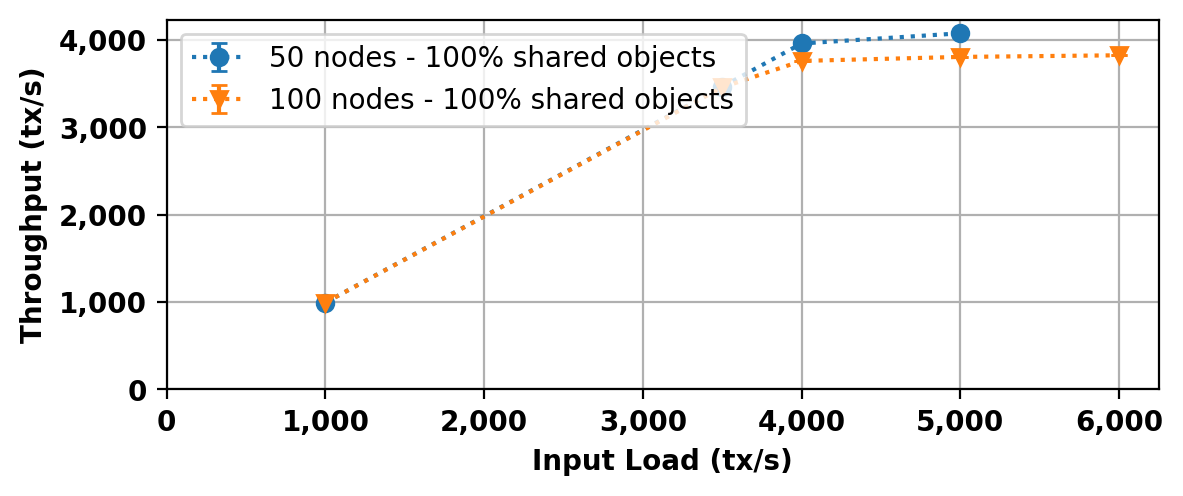 50 nodes - 100% shared objects
100 nodes - 100% shared objects
Throughput (tx/s)
4,000
3,000
2,000
1,000
0
0 1,000 2,000 3,000 4,000 5,000 6,000
Input Load (tx/s)